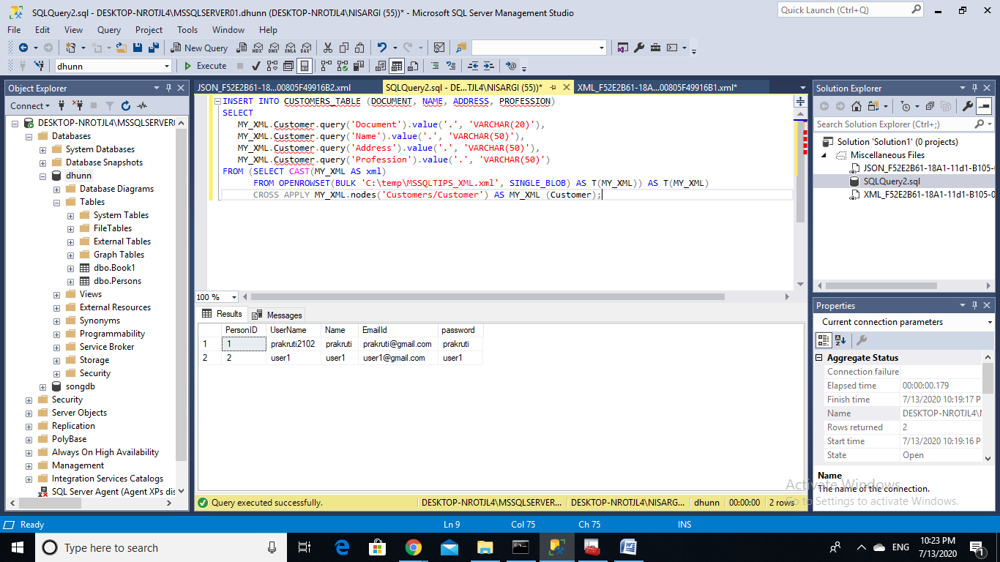 SQLQuery2.sql - DESKTOP-NROTJL4\MSSQLSERVER01.dhunn (DESKTOP-NROTJL4\NISARGI (55))* - Microsoft SQL Server Management Studio
Quick Launch (Ctrl+Q)
File Edit View Query Project Tools Window Help
New Query MDX DMX XMLA DAX
dhunn Execute
Object Explorer
Connect
DESKTOP-NROTJL4\MSSQLSERVER
Databases
System Databases
Database Snapshots
dhunn
Database Diagrams
Tables
System Tables
FileTables
External Tables
Graph Tables
dbo.Book1
dbo.Persons
Views
External Resources
Synonyms
Programmability
Service Broker
Storage
Security
songdb
Security
Server Objects
Replication
PolyBase
Always On High Availability
Management
Integration Services Catalogs
SQL Server Agent (Agent XPs dis
JSON_F52E2B61-18...00805F49916B2.xml SQLQuery2.sql - DE...TJL4\NISARGI (55))* XML_F52E2B61-18A...00805F49916B1.xml*
INSERT INTO CUSTOMERS_TABLE (DOCUMENT, NAME, ADDRESS, PROFESSION)
SELECT
MY_XML.Customer.query('Document').value('.', 'VARCHAR(20)'),
MY_XML.Customer.query('Name').value('.', 'VARCHAR(50)'),
MY_XML.Customer.query('Address').value('.', 'VARCHAR(50)'),
MY_XML.Customer.query('Profession').value('.', 'VARCHAR(50)')
FROM (SELECT CAST(MY_XML AS xml)
FROM OPENROWSET(BULK 'C:\temp\MSSQLTIPS_XML.xml', SINGLE_BLOB) AS T(MY_XML)) AS T(MY_XML)
CROSS APPLY MY_XML.nodes('Customers/Customer') AS MY_XML (Customer);
100 %
Results Messages
PersonID UserName Name EmailId password
1 1 prakruti2102 prakruti prakruti@gmail.com prakruti
2 2 user1 user1 user1@gmail.com user1
Query executed successfully. DESKTOP-NROTJL4\MSSQLSERVER... DESKTOP-NROTJL4\NISARG... dhunn 00:00:00 2 rows
Solution Explorer
Search Solution Explorer (Ctrl+;)
Solution 'Solution1' (0 projects)
Miscellaneous Files
JSON_F52E2B61-18A1-11d1-B105-
SQLQuery2.sql
XML_F52E2B61-18A1-11d1-B105-0
Properties
Current connection parameters
Aggregate Status
Connection failure
Elapsed time 00:00:00.179
Finish time 7/13/2020 10:19:17 P
Name DESKTOP-NROTJL4\
Rows returned 2
Start time 7/13/2020 10:19:16 P
State Open
Name
The name of the connection.
Activate Windows
Go to Settings to activate Windows.
Ready Ln 9 Col 75 Ch 75 INS
Type here to search
ENG
10:23 PM
7/13/2020
1